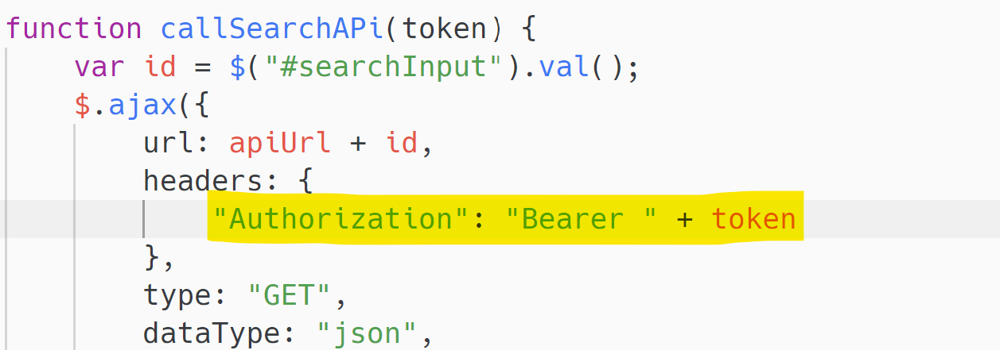 function callSearchAPi(token) {
    var id = $("#searchInput").val();
    $.ajax({
        url: apiUrl + id,
        headers: {
            "Authorization": "Bearer " + token
        },
        type: "GET",
        dataType: "json",